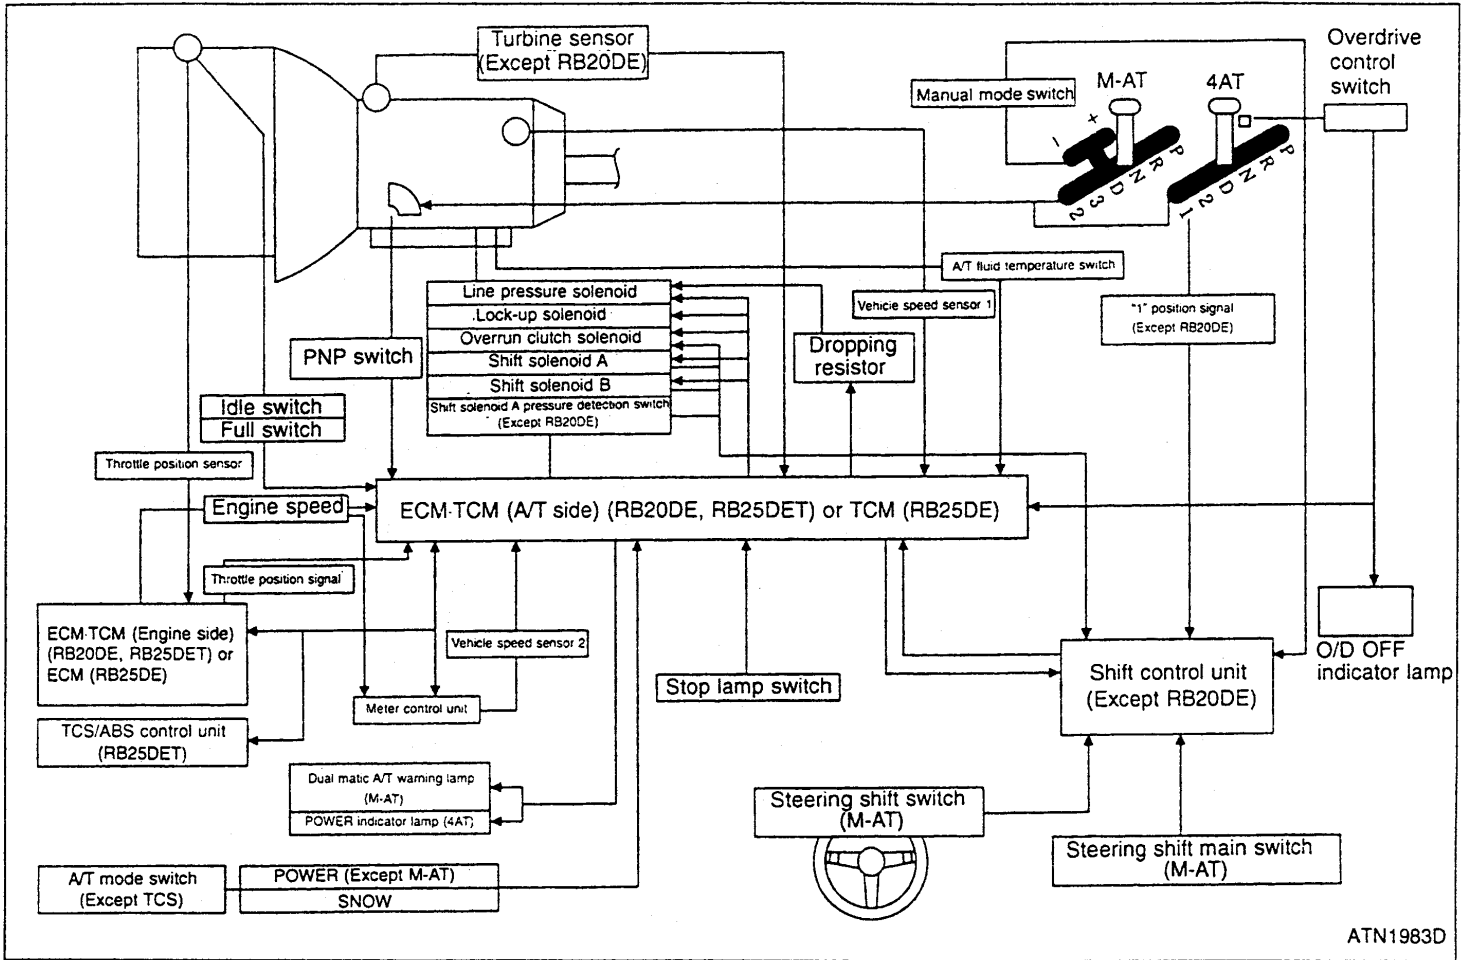 Turbine sensor
(Except RB20DE)
Overdrive
control
switch
Manual mode switch
M-AT
4AT
+
-
P
R
N
D
3
2
P
R
N
D
2
1
A/T fluid temperature switch
Line pressure solenoid
Lock-up solenoid
Overrun clutch solenoid
Shift solenoid A
Shift solenoid B
Shift solenoid A pressure detection switch
(Except RB20DE)
Vehicle speed sensor 1
"1" position signal
(Except RB20DE)
PNP switch
Dropping
resistor
Idle switch
Full switch
Throttle position sensor
Engine speed
ECM·TCM (A/T side) (RB20DE, RB25DET) or TCM (RB25DE)
Throttle position signal
ECM·TCM (Engine side)
(RB20DE, RB25DET) or
ECM (RB25DE)
Vehicle speed sensor 2
Stop lamp switch
Meter control unit
Shift control unit
(Except RB20DE)
O/D OFF
indicator lamp
TCS/ABS control unit
(RB25DET)
Dual matic A/T warning lamp
(M-AT)
POWER indicator lamp (4AT)
Steering shift switch
(M-AT)
Steering shift main switch
(M-AT)
A/T mode switch
(Except TCS)
POWER (Except M-AT)
SNOW
ATN1983D